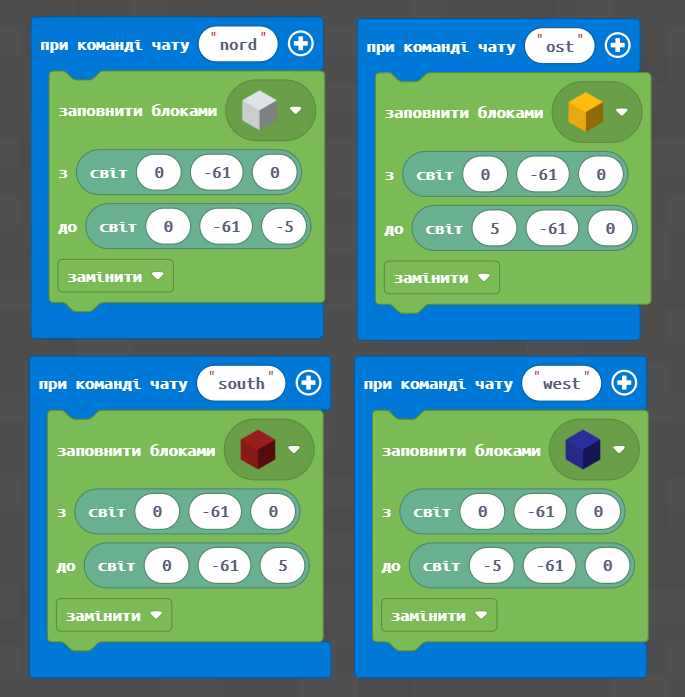 при команді чату "nord"
заповнити блоками
з світ 0 -61 0
до світ 0 -61 -5
замінити
при команді чату "ost"
заповнити блоками
з світ 0 -61 0
до світ 5 -61 0
замінити
при команді чату "south"
заповнити блоками
з світ 0 -61 0
до світ 0 -61 5
замінити
при команді чату "west"
заповнити блоками
з світ 0 -61 0
до світ -5 -61 0
замінити